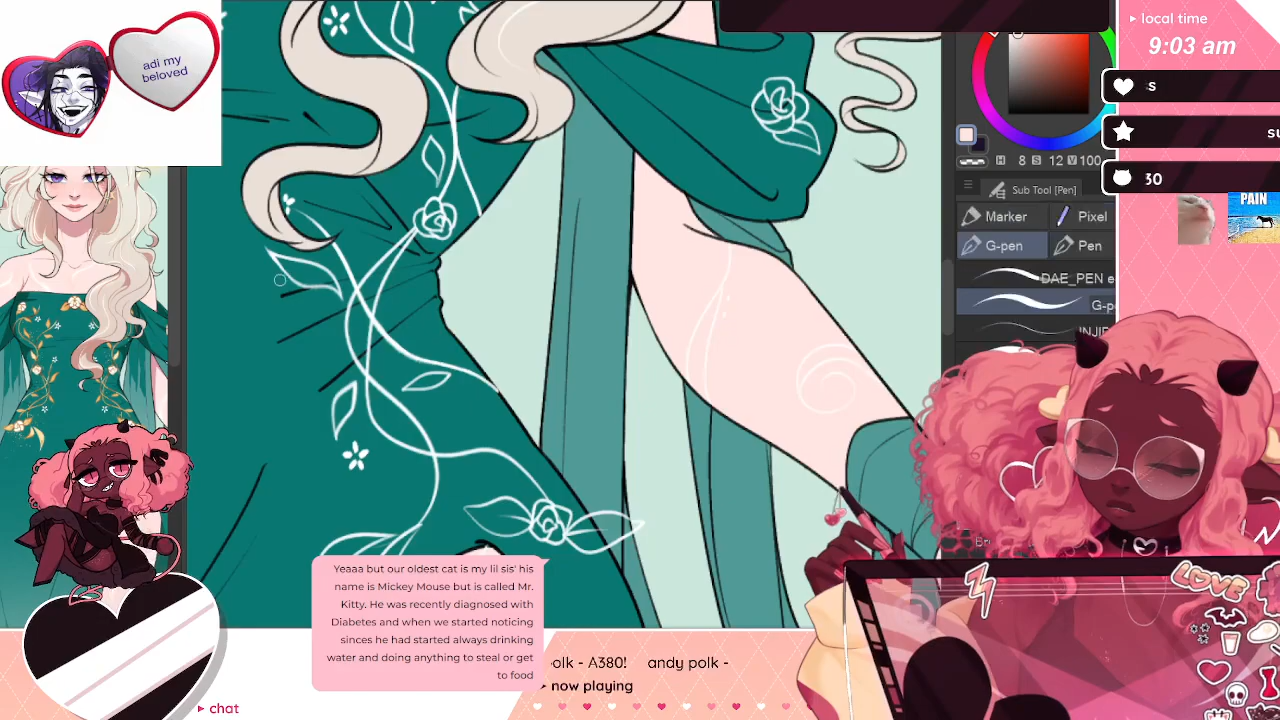 adi my
beloved
▸ local time
9:03 am
s
su
30
PAIN
H 8 S 12 V 100
Sub Tool [Pen]
Marker
Pixel
G-pen
Pen
DAE_PEN e
G-p
Yeaaa but our oldest cat is my lil sis' his
name is Mickey Mouse but is called Mr.
Kitty. He was recently diagnosed with
Diabetes and when we started noticing
sinces he had started always drinking
water and doing anything to steal or get
to food
olk - A380! andy polk -
now playing
▸ chat
LOVE